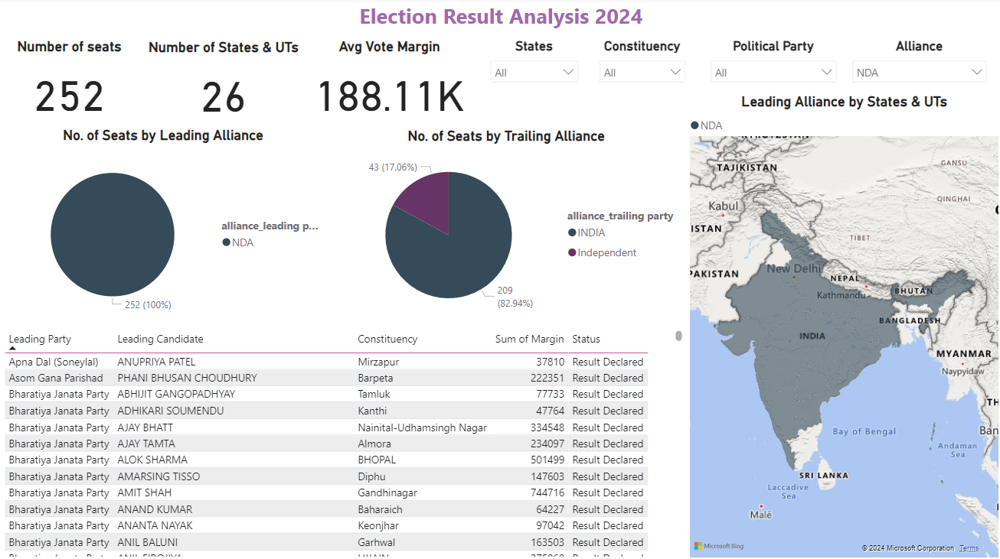 Election Result Analysis 2024
Number of seats
252
Number of States & UTs
26
Avg Vote Margin
188.11K
States
All
Constituency
All
Political Party
All
Alliance
NDA
No. of Seats by Leading Alliance
252 (100%)
alliance_leading p...
NDA
No. of Seats by Trailing Alliance
43 (17.06%)
209
(82.94%)
alliance_trailing party
INDIA
Independent
Leading Alliance by States & UTs
NDA
TAJIKISTAN
GANSU
QINGHAI
Kabul
ISTAN
TIBET
PAKISTAN
New Delhi
NEPAL
Kathmandu
BHUTAN
BANGLADESH
INDIA
MYANMAR
Naypyidaw
TH
Ban
Bay of Bengal
Andaman
Sea
SRI LANKA
Laccadive
Sea
Malé
Microsoft Bing
© 2024 Microsoft Corporation Terms
Leading Party Leading Candidate Constituency Sum of Margin Status
Apna Dal (Soneylal) ANUPRIYA PATEL Mirzapur 37810 Result Declared
Asom Gana Parishad PHANI BHUSAN CHOUDHURY Barpeta 222351 Result Declared
Bharatiya Janata Party ABHIJIT GANGOPADHYAY Tamluk 77733 Result Declared
Bharatiya Janata Party ADHIKARI SOUMENDU Kanthi 47764 Result Declared
Bharatiya Janata Party AJAY BHATT Nainital-Udhamsingh Nagar 334548 Result Declared
Bharatiya Janata Party AJAY TAMTA Almora 234097 Result Declared
Bharatiya Janata Party ALOK SHARMA BHOPAL 501499 Result Declared
Bharatiya Janata Party AMARSING TISSO Diphu 147603 Result Declared
Bharatiya Janata Party AMIT SHAH Gandhinagar 744716 Result Declared
Bharatiya Janata Party ANAND KUMAR Baharaich 64227 Result Declared
Bharatiya Janata Party ANANTA NAYAK Keonjhar 97042 Result Declared
Bharatiya Janata Party ANIL BALUNI Garhwal 163503 Result Declared